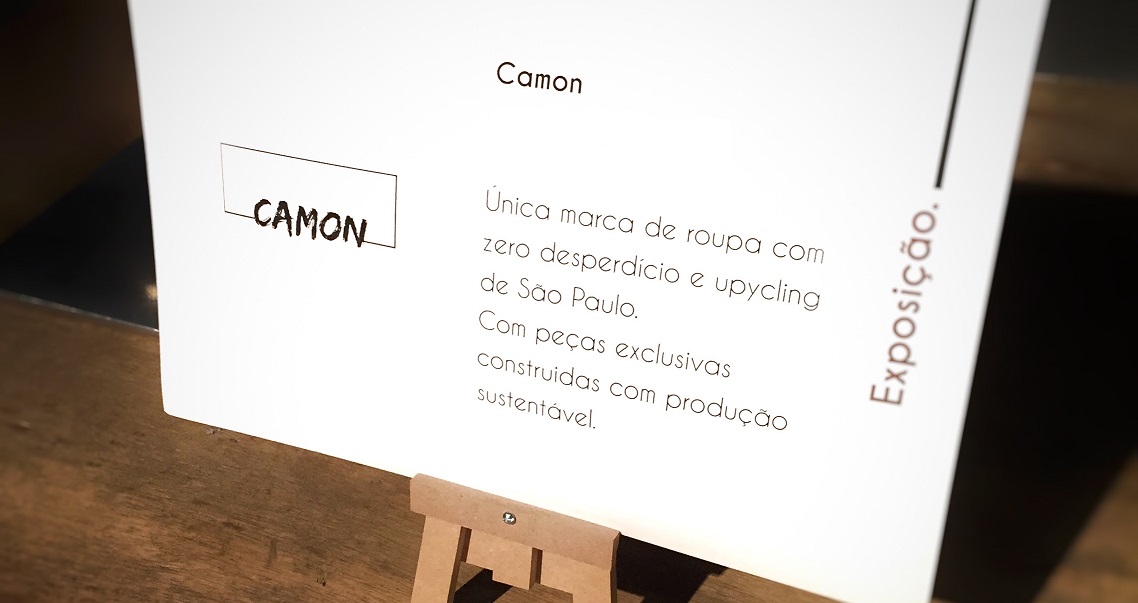 Camon
CAMON
Única marca de roupa com
zero desperdício e upycling
de São Paulo.
Com peças exclusivas
construidas com produção
sustentável.
Exposição.